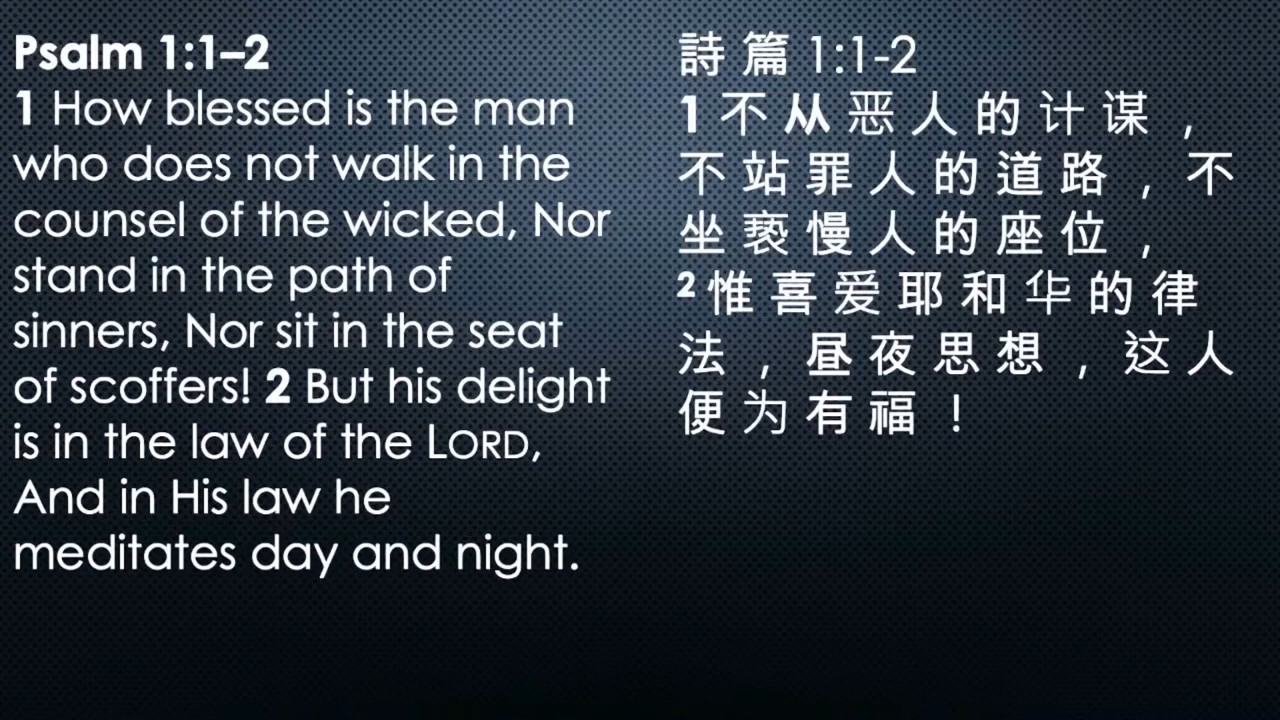 Psalm 1:1–2
1 How blessed is the man
who does not walk in the
counsel of the wicked, Nor
stand in the path of
sinners, Nor sit in the seat
of scoffers! 2 But his delight
is in the law of the LORD,
And in His law he
meditates day and night.
詩篇 1:1-2
1 不从恶人的计谋，
不站罪人的道路，不
坐亵慢人的座位，
2 惟喜爱耶和华的律
法，昼夜思想，这人
便为有福！